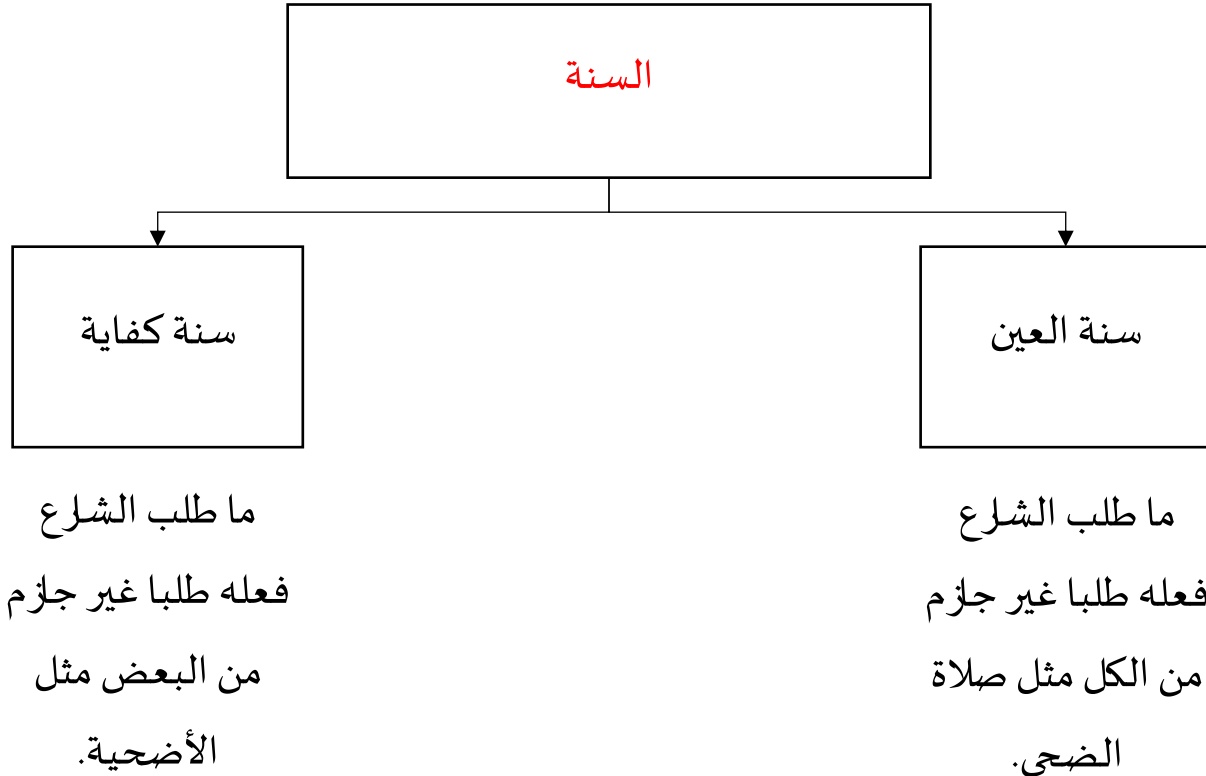 السنة
سنة العين
ما طلب الشارع
فعله طلبا غير جازم
من الكل مثل صلاة
الضحى.
سنة كفاية
ما طلب الشارع
فعله طلبا غير جازم
من البعض مثل
الأضحية.